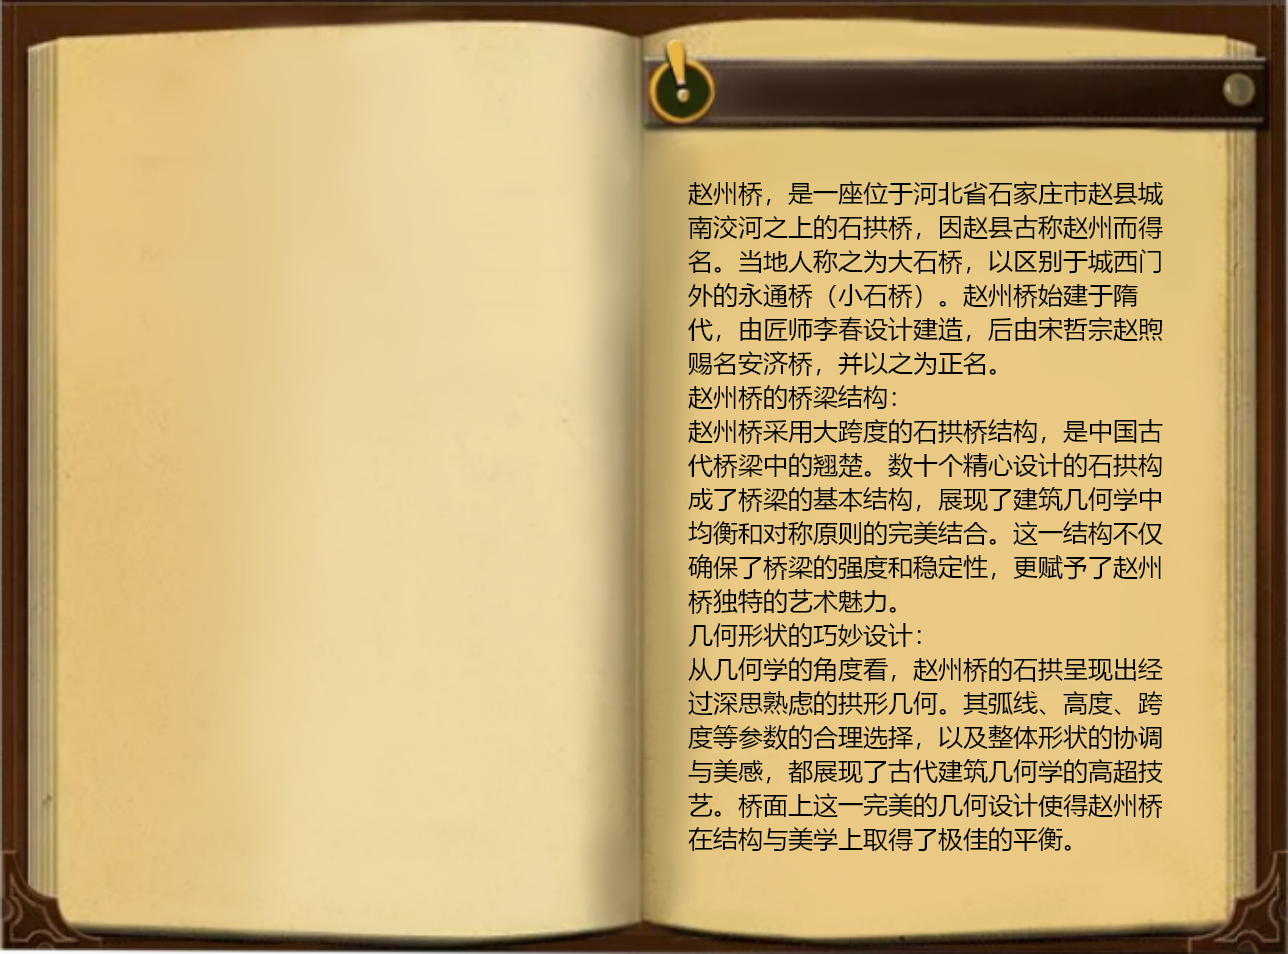 赵州桥，是一座位于河北省石家庄市赵县城
南洨河之上的石拱桥，因赵县古称赵州而得
名。当地人称之为大石桥，以区别于城西门
外的永通桥（小石桥）。赵州桥始建于隋
代，由匠师李春设计建造，后由宋哲宗赵煦
赐名安济桥，并以之为正名。
赵州桥的桥梁结构：
赵州桥采用大跨度的石拱桥结构，是中国古
代桥梁中的翘楚。数十个精心设计的石拱构
成了桥梁的基本结构，展现了建筑几何学中
均衡和对称原则的完美结合。这一结构不仅
确保了桥梁的强度和稳定性，更赋予了赵州
桥独特的艺术魅力。
几何形状的巧妙设计：
从几何学的角度看，赵州桥的石拱呈现出经
过深思熟虑的拱形几何。其弧线、高度、跨
度等参数的合理选择，以及整体形状的协调
与美感，都展现了古代建筑几何学的高超技
艺。桥面上这一完美的几何设计使得赵州桥
在结构与美学上取得了极佳的平衡。